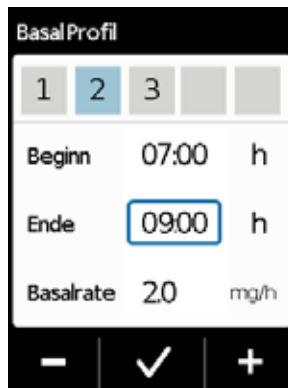 Basal Profil
1 2 3
Beginn 07:00 h
Ende 09:00 h
Basalrate 2.0 mg/h